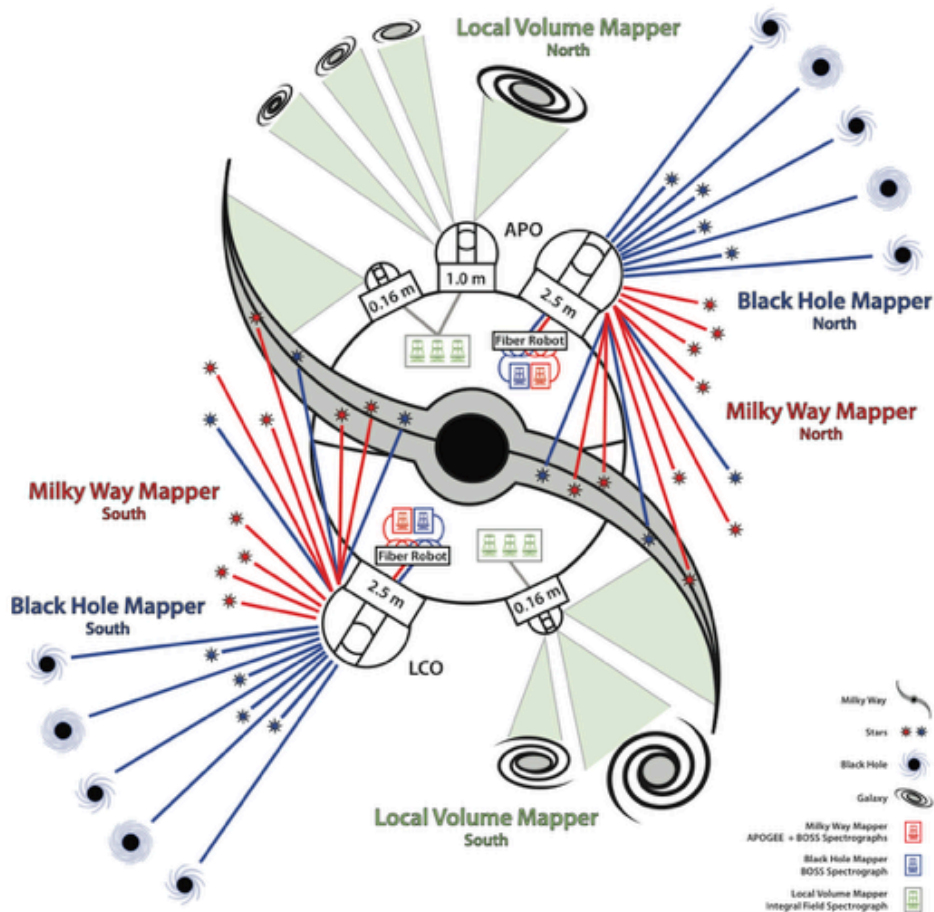 Local Volume Mapper
North
APO
1.0 m
0.16 m
2.5 m
Fiber Robot
Black Hole Mapper
North
Milky Way Mapper
North
Milky Way Mapper
South
Fiber Robot
2.5 m
0.16 m
Black Hole Mapper
South
LCO
Local Volume Mapper
South
Milky Way
Stars
Black Hole
Galaxy
Milky Way Mapper
APOGEE + BOSS Spectrographs
Black Hole Mapper
BOSS Spectrograph
Local Volume Mapper
Integral Field Spectrograph